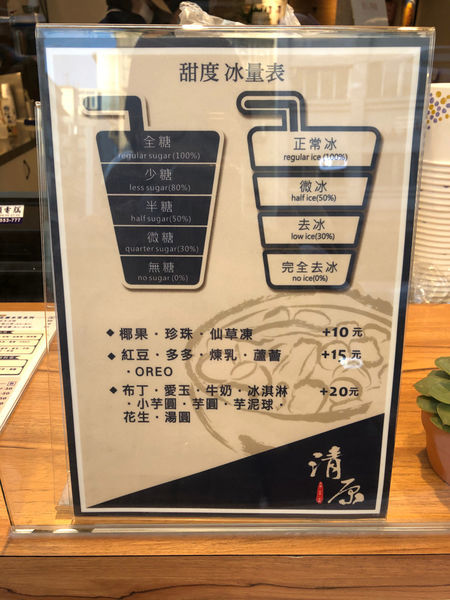 甜度 冰量表
全糖
regular sugar(100%)
少糖
less sugar(80%)
半糖
half sugar(50%)
微糖
quarter sugar(30%)
無糖
no sugar(0%)
正常冰
regular ice(100%)
微冰
half ice(50%)
去冰
low ice(30%)
完全去冰
no ice(0%)
◆椰果・珍珠・仙草凍 +10元
◆紅豆・多多・煉乳・蘆薈 +15元
・OREO
◆布丁・愛玉・牛奶・冰淇淋 +20元
・小芋圓・芋圓・芋泥球・
花生・湯圓
清原